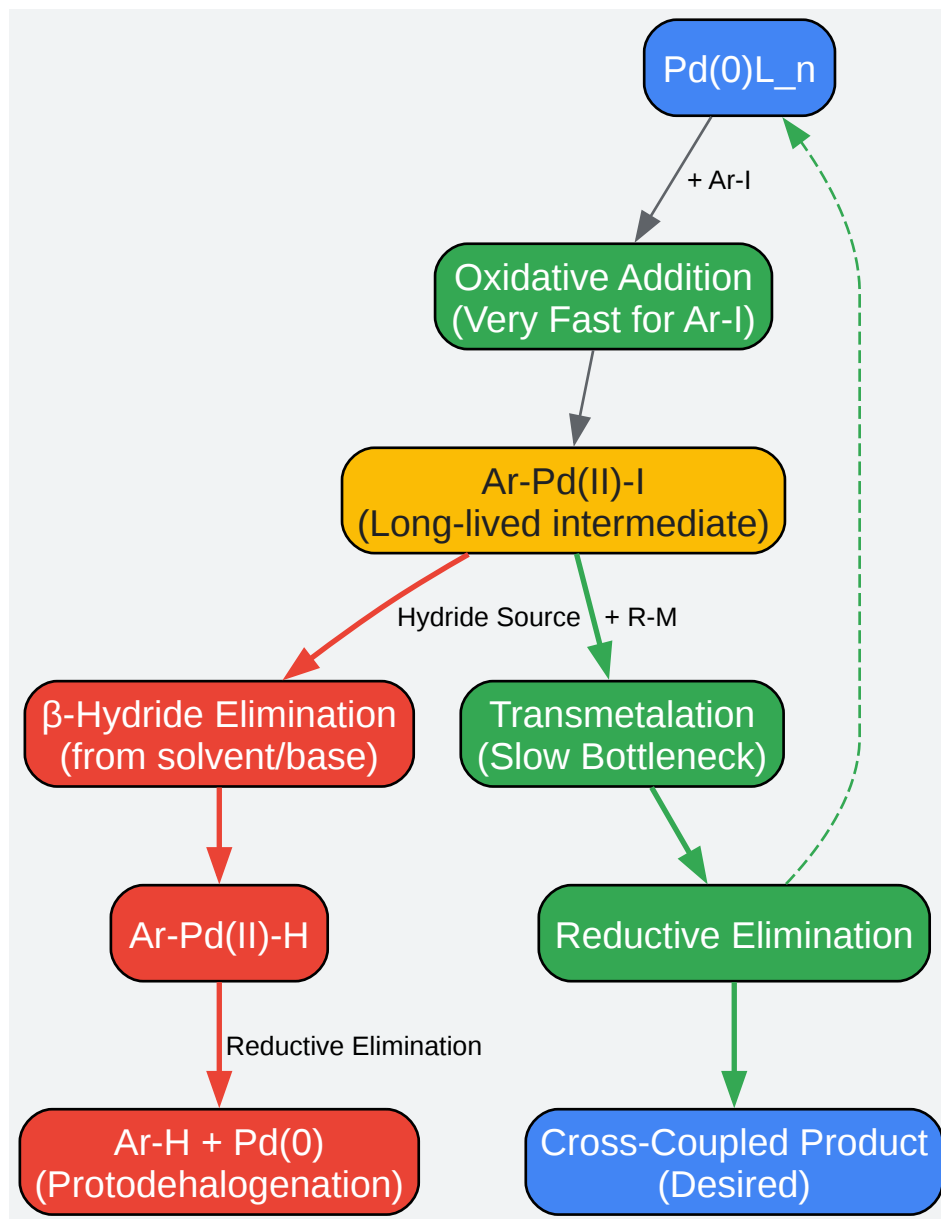 Pd(0)L_n
+ Ar-I
Oxidative Addition
(Very Fast for Ar-I)
Ar-Pd(II)-I
(Long-lived intermediate)
Hydride Source
+ R-M
β-Hydride Elimination
(from solvent/base)
Transmetalation
(Slow Bottleneck)
Ar-Pd(II)-H
Reductive Elimination
Reductive Elimination
Ar-H + Pd(0)
(Protodehalogenation)
Cross-Coupled Product
(Desired)